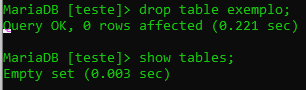 MariaDB [teste]> drop table exemplo;
Query OK, 0 rows affected (0.221 sec)
MariaDB [teste]> show tables;
Empty set (0.003 sec)